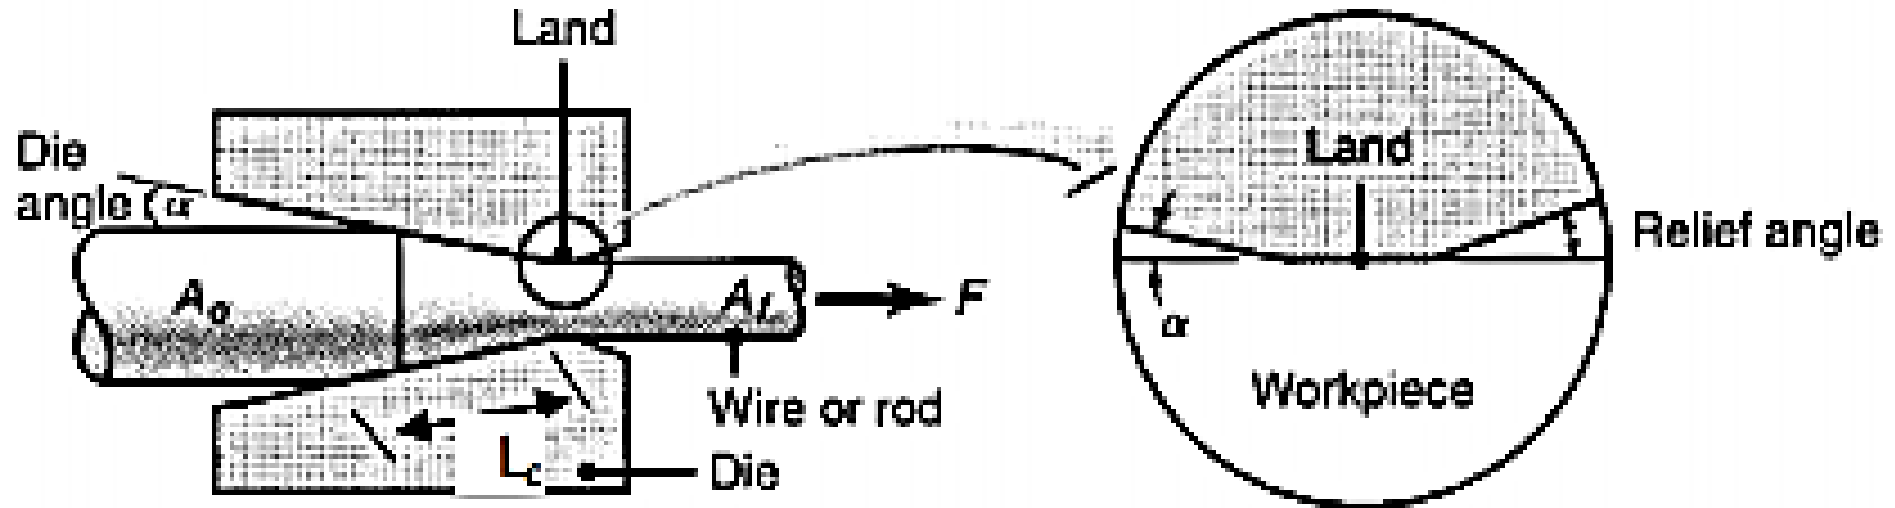 Land
Die
angle
α
A₀
A_f
F
L_c
Wire or rod
Die
Land
Relief angle
α
Workpiece